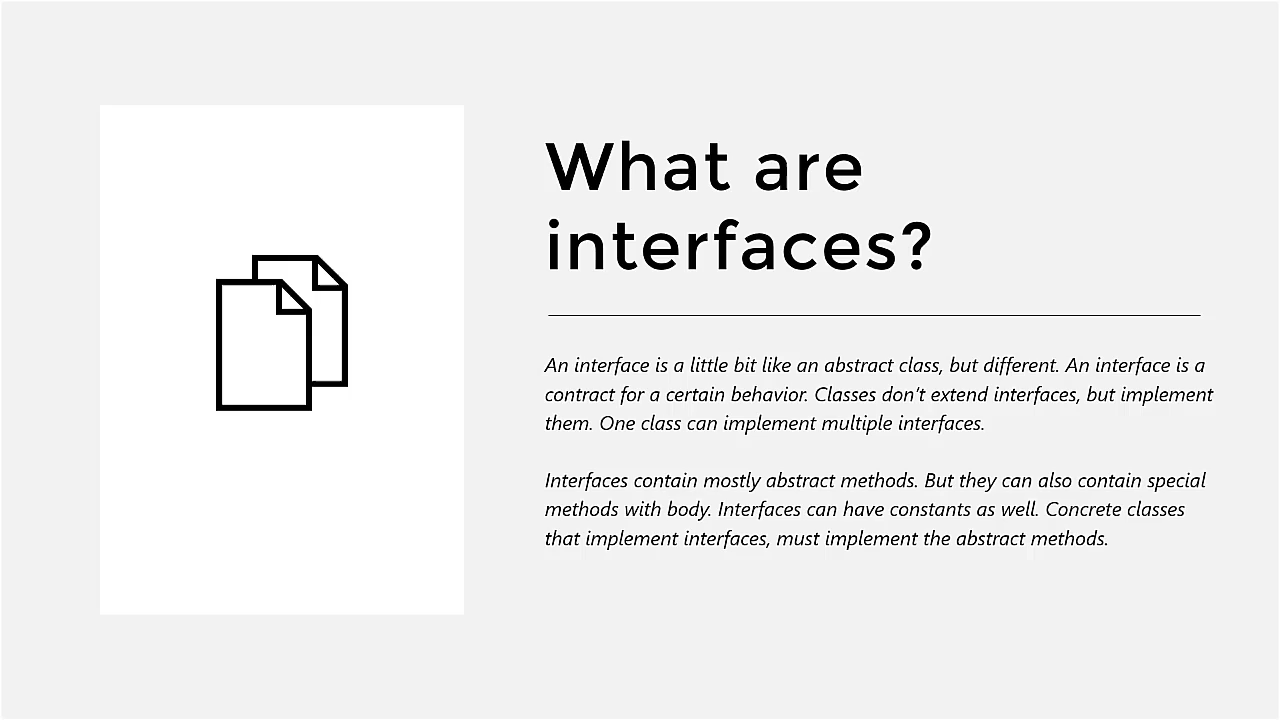 What are
interfaces?
An interface is a little bit like an abstract class, but different. An interface is a
contract for a certain behavior. Classes don't extend interfaces, but implement
them. One class can implement multiple interfaces.
Interfaces contain mostly abstract methods. But they can also contain special
methods with body. Interfaces can have constants as well. Concrete classes
that implement interfaces, must implement the abstract methods.